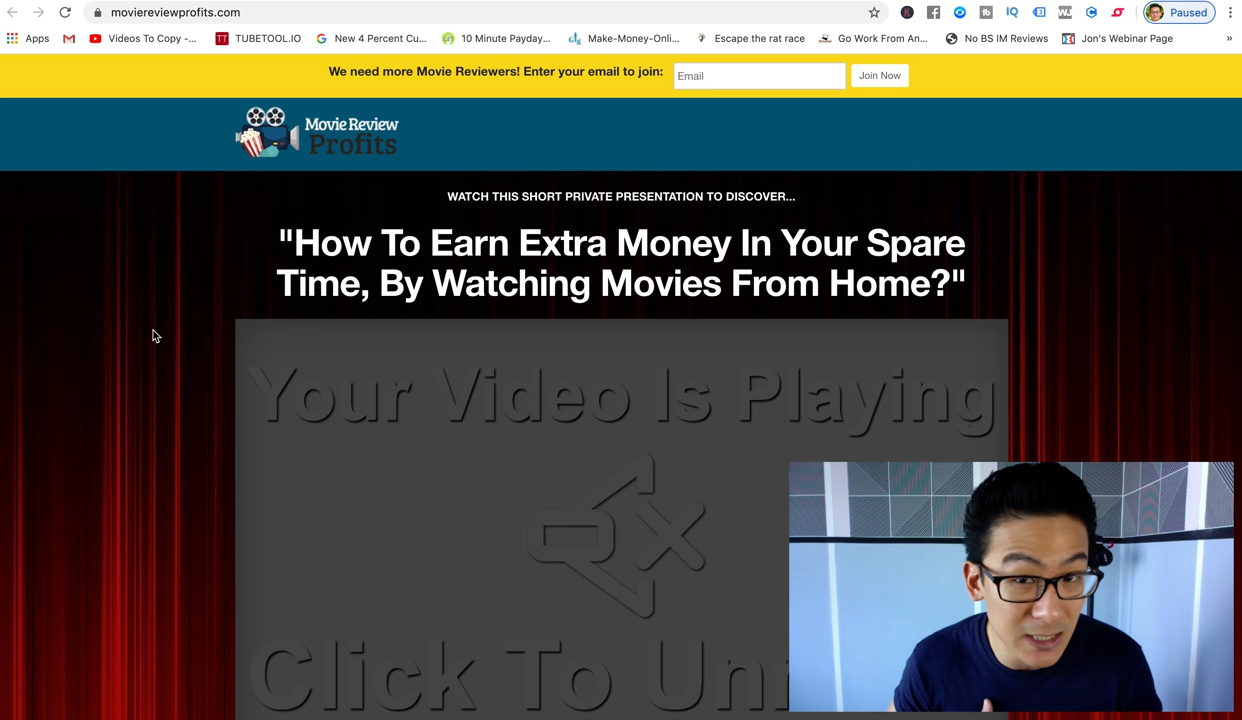 moviereviewprofits.com
Paused
Apps
Videos To Copy -...
TT
TUBETOOL.IO
New 4 Percent Cu...
10 Minute Payday...
Make-Money-Onli...
Escape the rat race
Go Work From An...
No BS IM Reviews
Jon's Webinar Page
»
We need more Movie Reviewers! Enter your email to join:
Email
Join Now
Movie Review
Profits
WATCH THIS SHORT PRIVATE PRESENTATION TO DISCOVER...
"How To Earn Extra Money In Your Spare
Time, By Watching Movies From Home?"
Your Video Is Playing
Click To Un